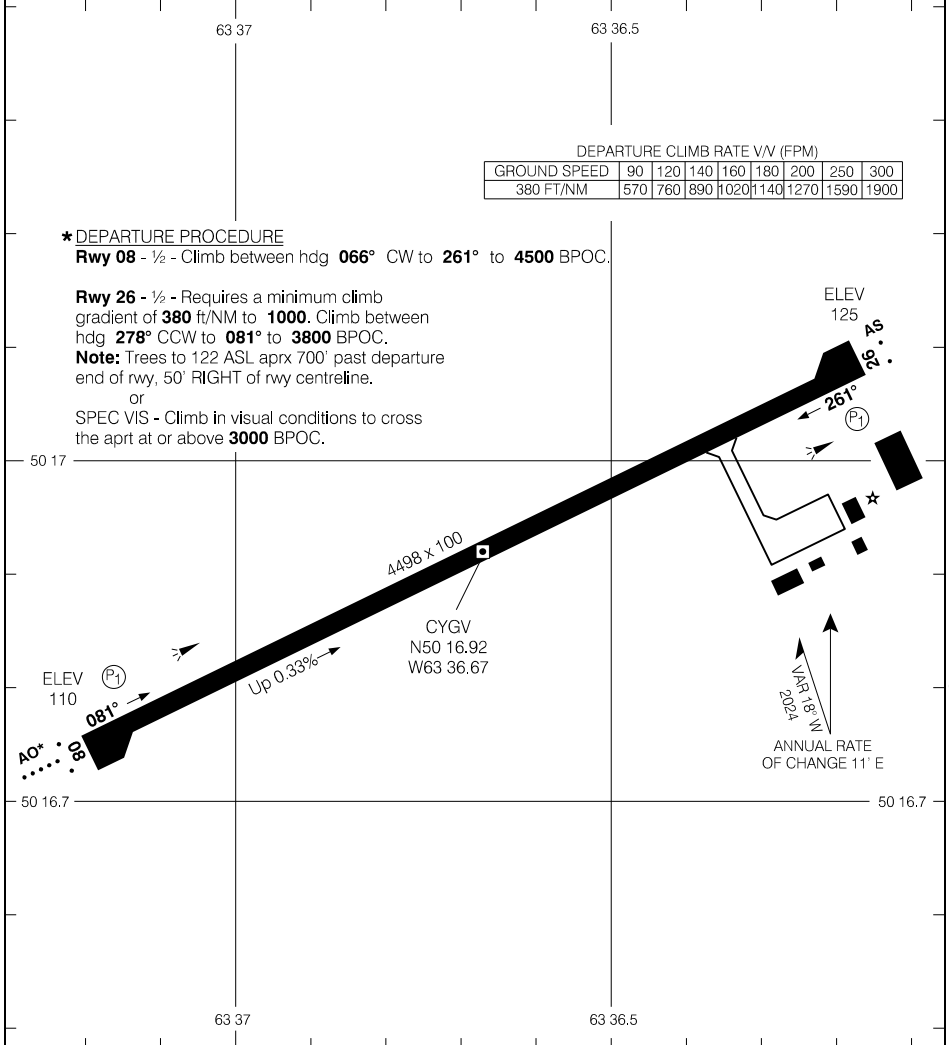 63 37
63 36.5
DEPARTURE CLIMB RATE V/V (FPM)
GROUND SPEED 90 120 140 160 180 200 250 300
380 FT/NM 570 760 890 1020 1140 1270 1590 1900
* DEPARTURE PROCEDURE
Rwy 08 - ½ - Climb between hdg 066° CW to 261° to 4500 BPOC.
Rwy 26 - ½ - Requires a minimum climb
gradient of 380 ft/NM to 1000. Climb between
hdg 278° CCW to 081° to 3800 BPOC.
Note: Trees to 122 ASL aprx 700' past departure
end of rwy, 50' RIGHT of rwy centreline.
or
SPEC VIS - Climb in visual conditions to cross
the aprt at or above 3000 BPOC.
ELEV
125
AS
26
261°
P1
50 17
4498 x 100
CYGV
N50 16.92
W63 36.67
Up 0.33%
ELEV
110
P1
081°
08
AO*
VAR 18° W
2024
ANNUAL RATE
OF CHANGE 11' E
50 16.7
50 16.7
63 37
63 36.5